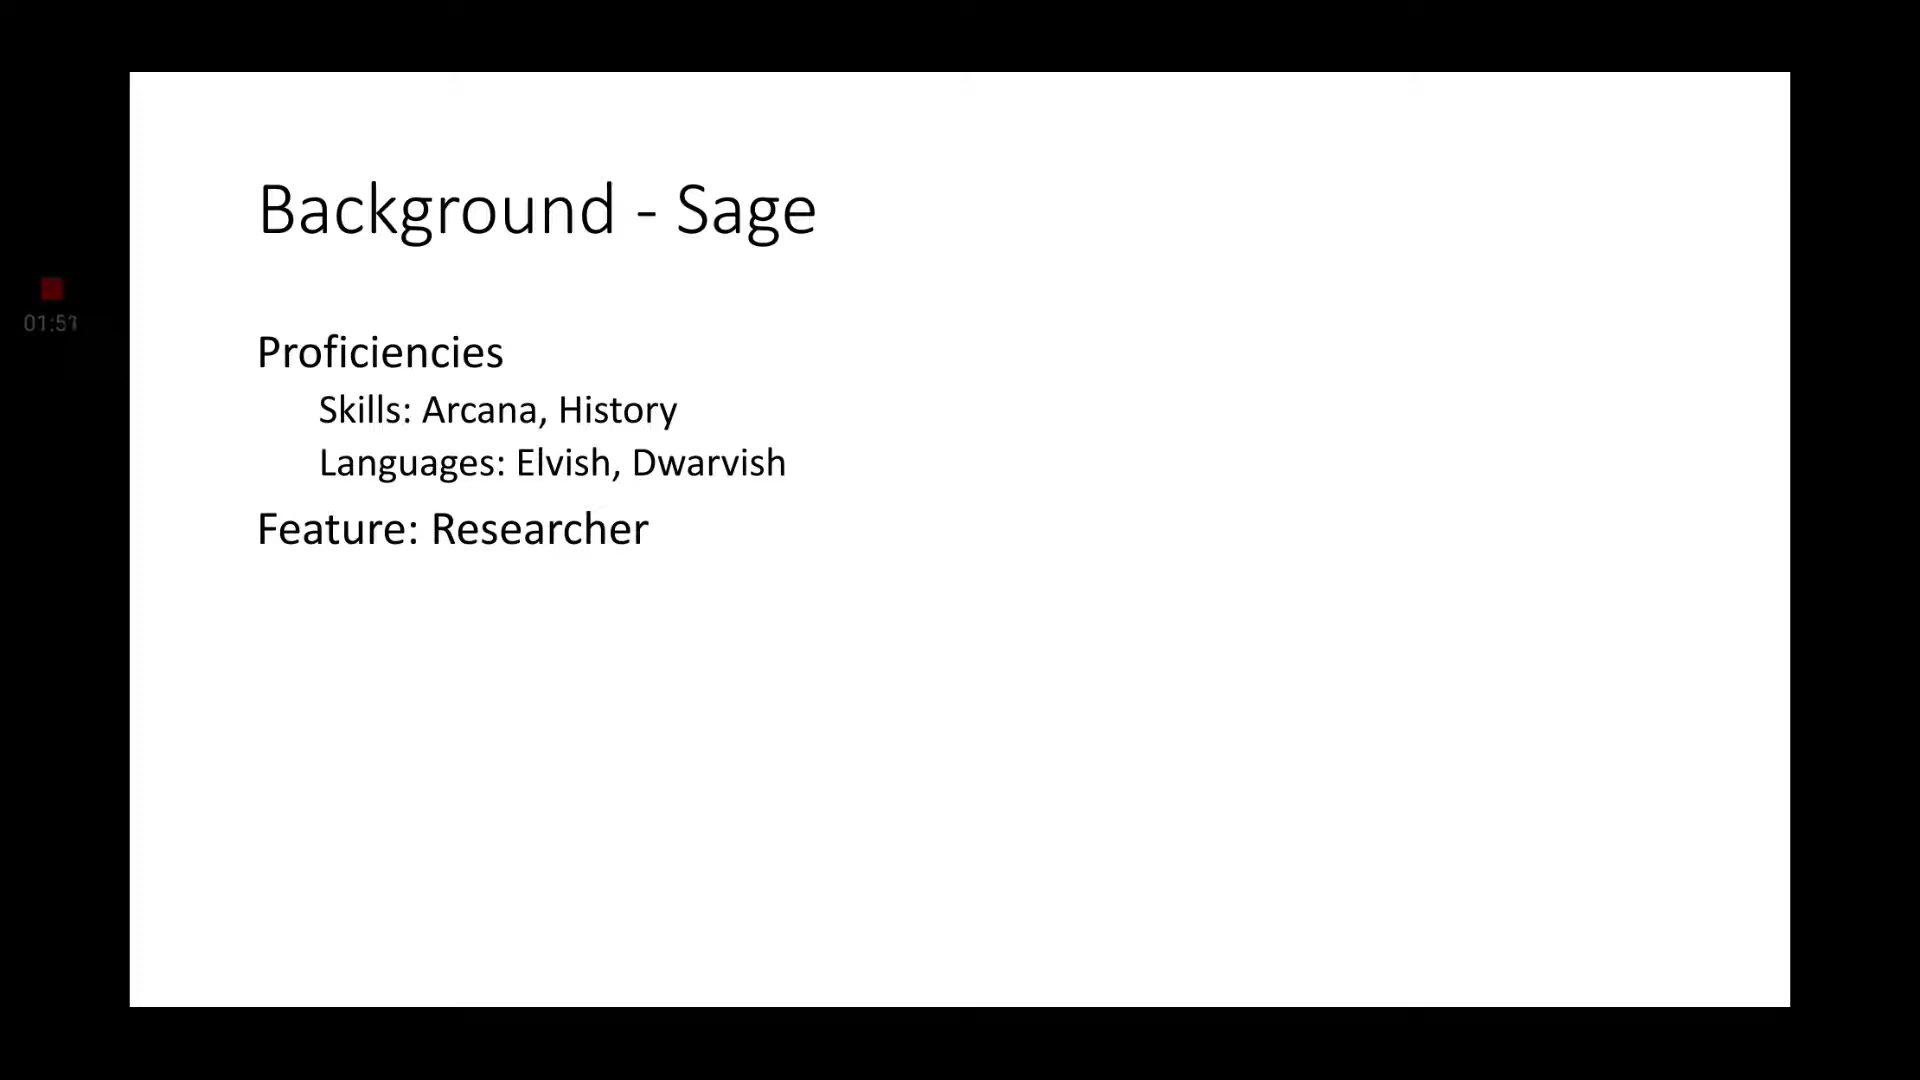 Background - Sage
01:51
Proficiencies
Skills: Arcana, History
Languages: Elvish, Dwarvish
Feature: Researcher